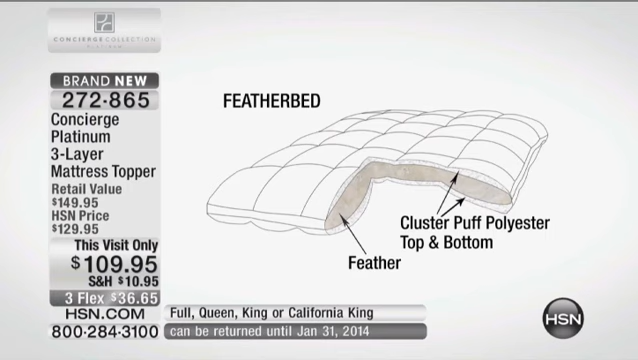 CONCIERGE COLLECTION
PLATINUM
BRAND NEW
272-865
Concierge
Platinum
3-Layer
Mattress Topper
Retail Value
$149.95
HSN Price
$129.95
This Visit Only
$109.95
S&H $10.95
3 Flex $36.65
HSN.COM
800-284-3100
FEATHERBED
Cluster Puff Polyester
Top & Bottom
Feather
Full, Queen, King or California King
can be returned until Jan 31, 2014
HSN